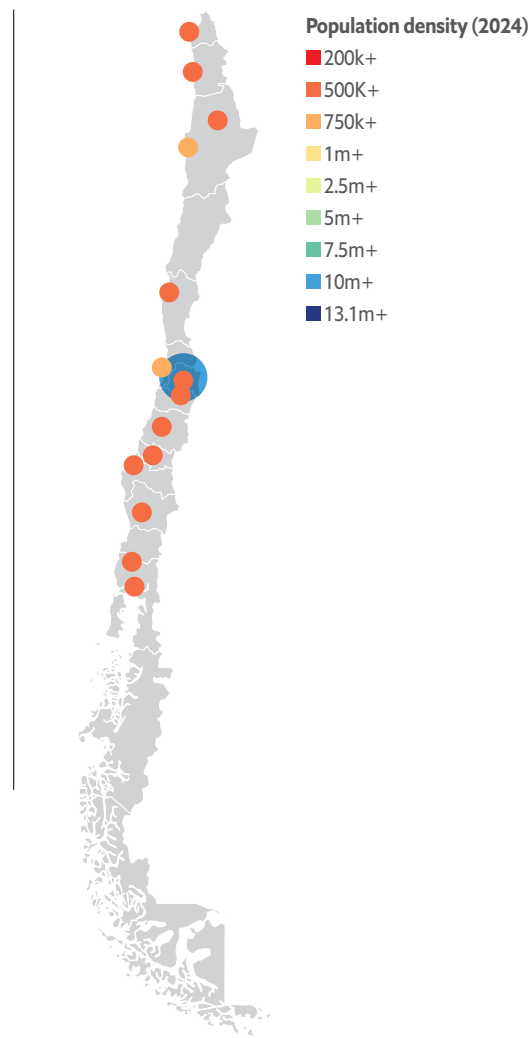 Population density (2024)
200k+
500K+
750k+
1m+
2.5m+
5m+
7.5m+
10m+
13.1m+